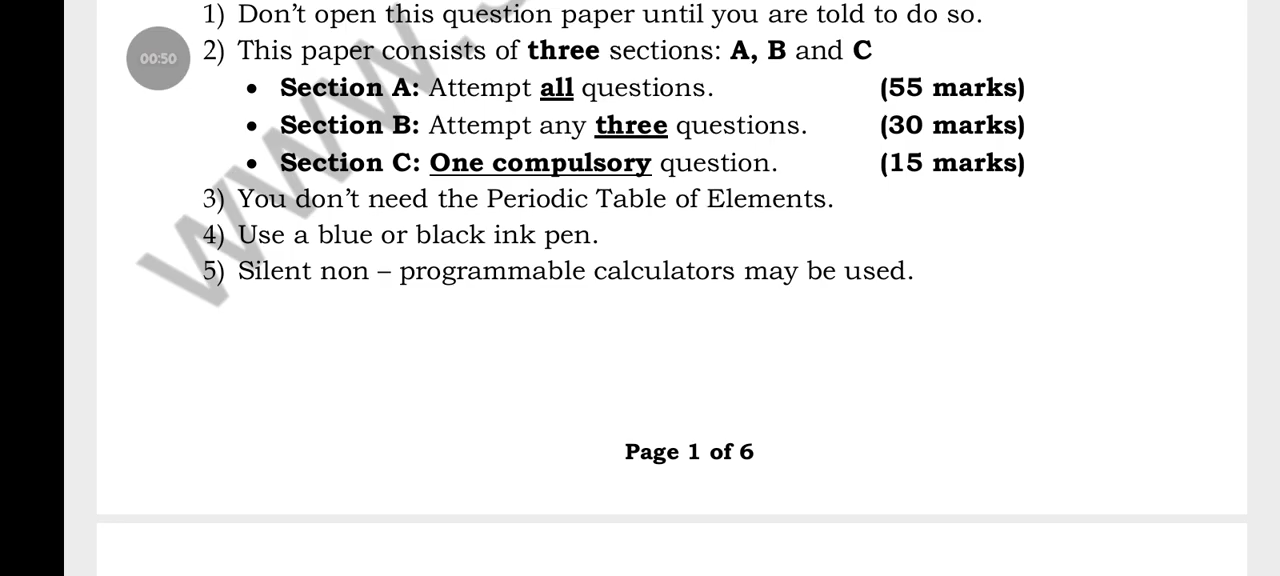 1) Don't open this question paper until you are told to do so.
00:50
2) This paper consists of three sections: A, B and C
• Section A: Attempt all questions. (55 marks)
• Section B: Attempt any three questions. (30 marks)
• Section C: One compulsory question. (15 marks)
3) You don't need the Periodic Table of Elements.
4) Use a blue or black ink pen.
5) Silent non – programmable calculators may be used.
www.
Page 1 of 6